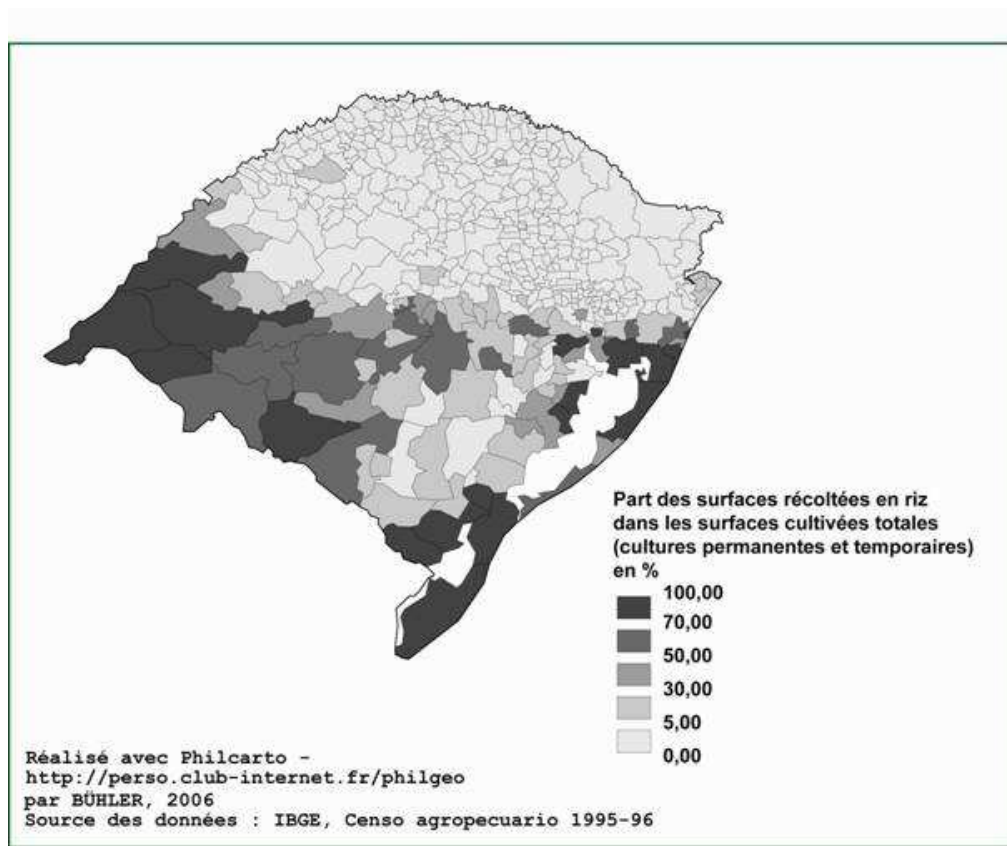 Part des surfaces récoltées en riz
dans les surfaces cultivées totales
(cultures permanentes et temporaires)
en %
100,00
70,00
50,00
30,00
5,00
0,00
Réalisé avec Philcarto -
http://perso.club-internet.fr/philgeo
par BÜHLER, 2006
Source des données : IBGE, Censo agropecuario 1995-96